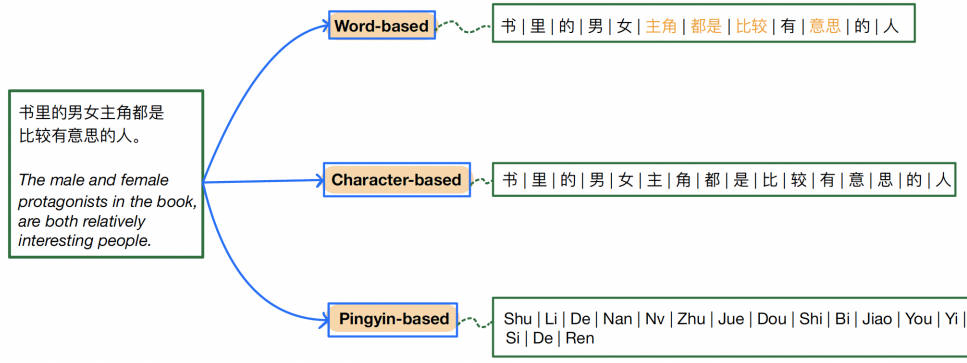 书里的男女主角都是
比较有意思的人。
The male and female
protagonists in the book,
are both relatively
interesting people.
Word-based
书 | 里 | 的 | 男 | 女 | 主角 | 都是 | 比较 | 有 | 意思 | 的 | 人
Character-based
书 | 里 | 的 | 男 | 女 | 主 | 角 | 都 | 是 | 比 | 较 | 有 | 意 | 思 | 的 | 人
Pingyin-based
Shu | Li | De | Nan | Nv | Zhu | Jue | Dou | Shi | Bi | Jiao | You | Yi |
Si | De | Ren